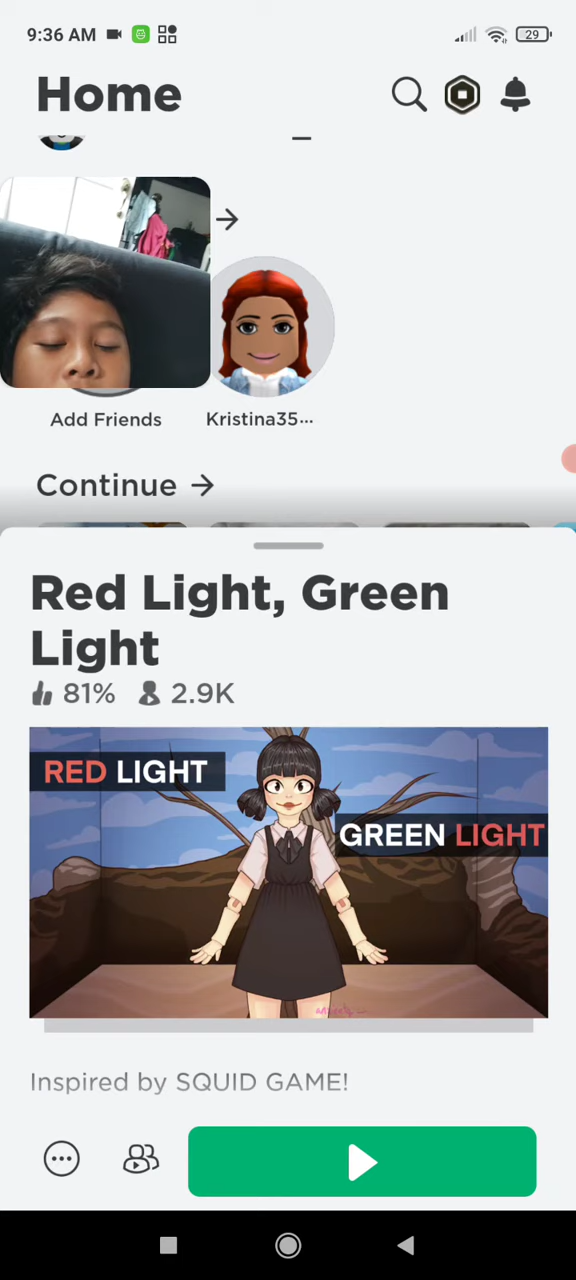 9:36 AM
29
Home
Add Friends
Kristina35...
Continue
Red Light, Green
Light
81% 2.9K
RED LIGHT
GREEN LIGHT
Inspired by SQUID GAME!